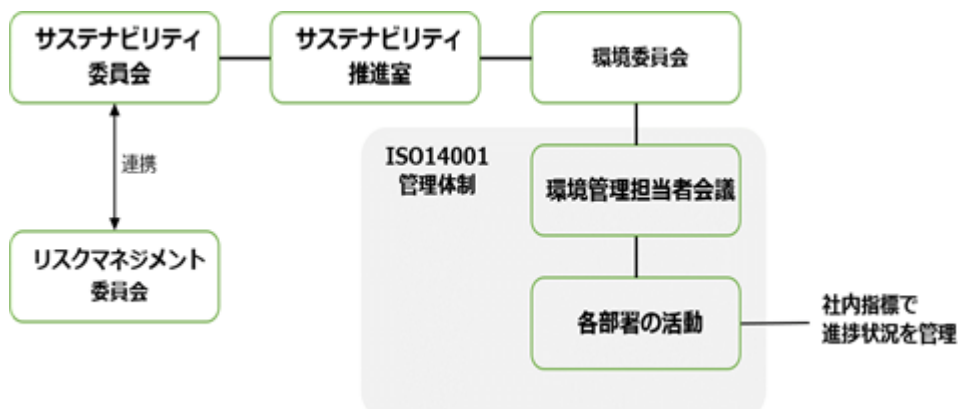 サステナビリティ
委員会
サステナビリティ
推進室
環境委員会
連携
ISO14001
管理体制
環境管理担当者会議
リスクマネジメント
委員会
各部署の活動
社内指標で
進捗状況を管理